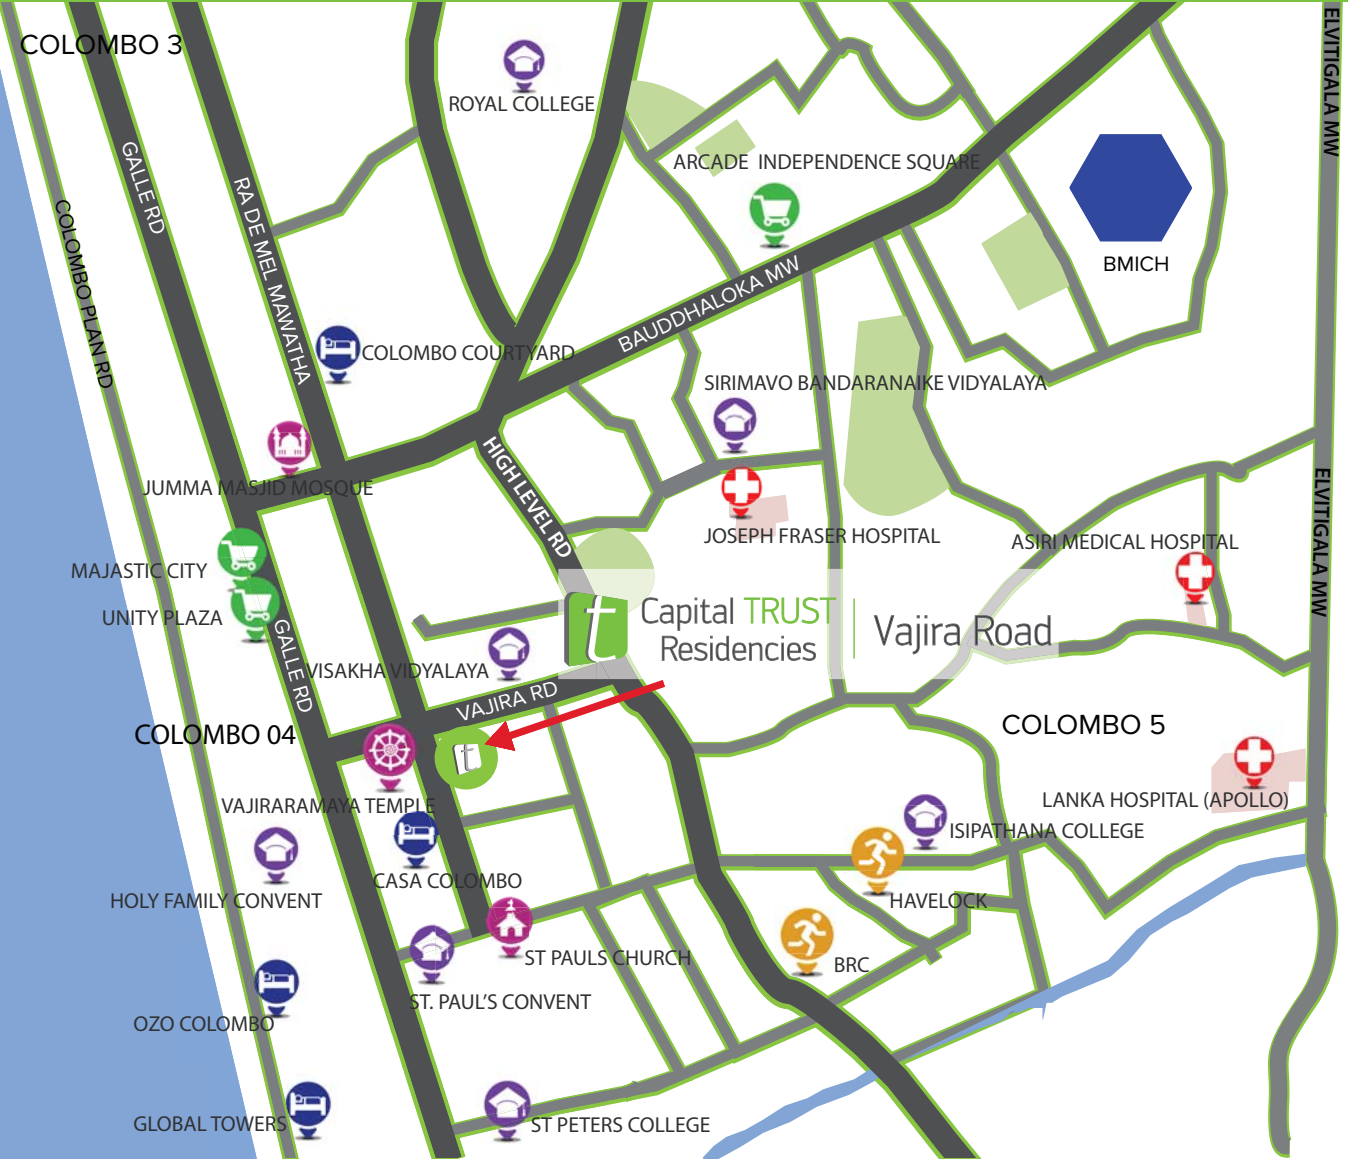 COLOMBO 3
ROYAL COLLEGE
ELVITIGALA MW
GALLE RD
RA DE MEL MAWATHA
COLOMBO PLAN RD
ARCADE INDEPENDENCE SQUARE
BMICH
BAUDDHALOKA MW
COLOMBO COURTYARD
SIRIMAVO BANDARANAIKE VIDYALAYA
HIGH LEVEL RD
JUMMA MASJID MOSQUE
JOSEPH FRASER HOSPITAL
ASIRI MEDICAL HOSPITAL
ELVITIGALA MW
MAJASTIC CITY
UNITY PLAZA
GALLE RD
Capital TRUST
Residencies
Vajira Road
VISAKHA VIDYALAYA
VAJIRA RD
COLOMBO 04
COLOMBO 5
VAJIRARAMAYA TEMPLE
LANKA HOSPITAL (APOLLO)
ISIPATHANA COLLEGE
CASA COLOMBO
HOLY FAMILY CONVENT
HAVELOCK
ST PAULS CHURCH
BRC
ST. PAUL'S CONVENT
OZO COLOMBO
GLOBAL TOWERS
ST PETERS COLLEGE